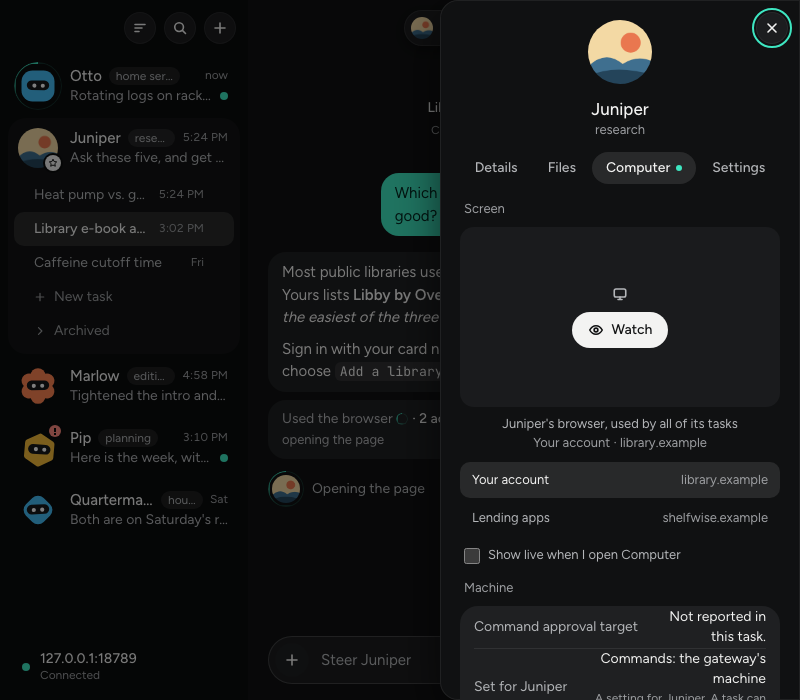 Otto
home ser...
now
Rotating logs on rack...
Juniper
rese...
5:24 PM
Ask these five, and get ...
Heat pump vs. g...
5:24 PM
Library e-book a...
3:02 PM
Caffeine cutoff time
Fri
New task
Archived
Marlow
editi...
4:58 PM
Tightened the intro and...
Pip
planning
3:10 PM
Here is the week, wit...
Quarterma...
hou...
Sat
Both are on Saturday's r...
127.0.0.1:18789
Connected
Which
good?
Most public libraries use
Yours lists Libby by Ove
the easiest of the three
Sign in with your card n
choose Add a library
Used the browser · 2 a
opening the page
Opening the page
Steer Juniper
Juniper
research
Details
Files
Computer
Settings
Screen
Watch
Juniper's browser, used by all of its tasks
Your account · library.example
Your account
library.example
Lending apps
shelfwise.example
Show live when I open Computer
Machine
Command approval target
Not reported in
this task.
Set for Juniper
Commands: the gateway's
machine
A setting for Juniper. A task can